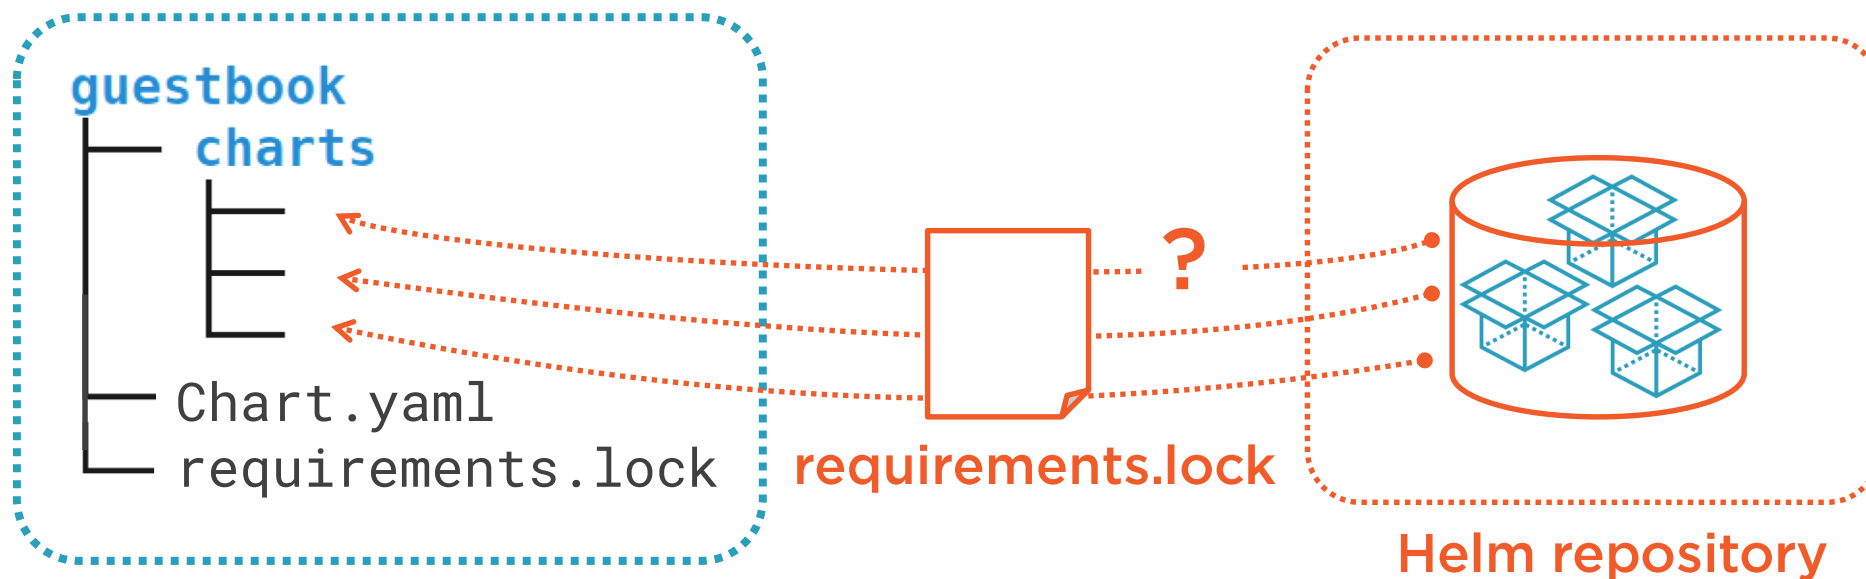 guestbook
charts
Chart.yaml
requirements.lock
?
requirements.lock
Helm repository